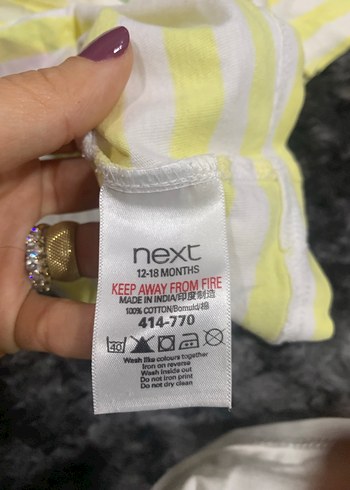 next
12-18 MONTHS
KEEP AWAY FROM FIRE
MADE IN INDIA/印度制造
100% COTTON/Bomuld/棉
414-770
40
Wash like colours together
Iron on reverse
Wash inside out
Do not iron print
Do not dry clean